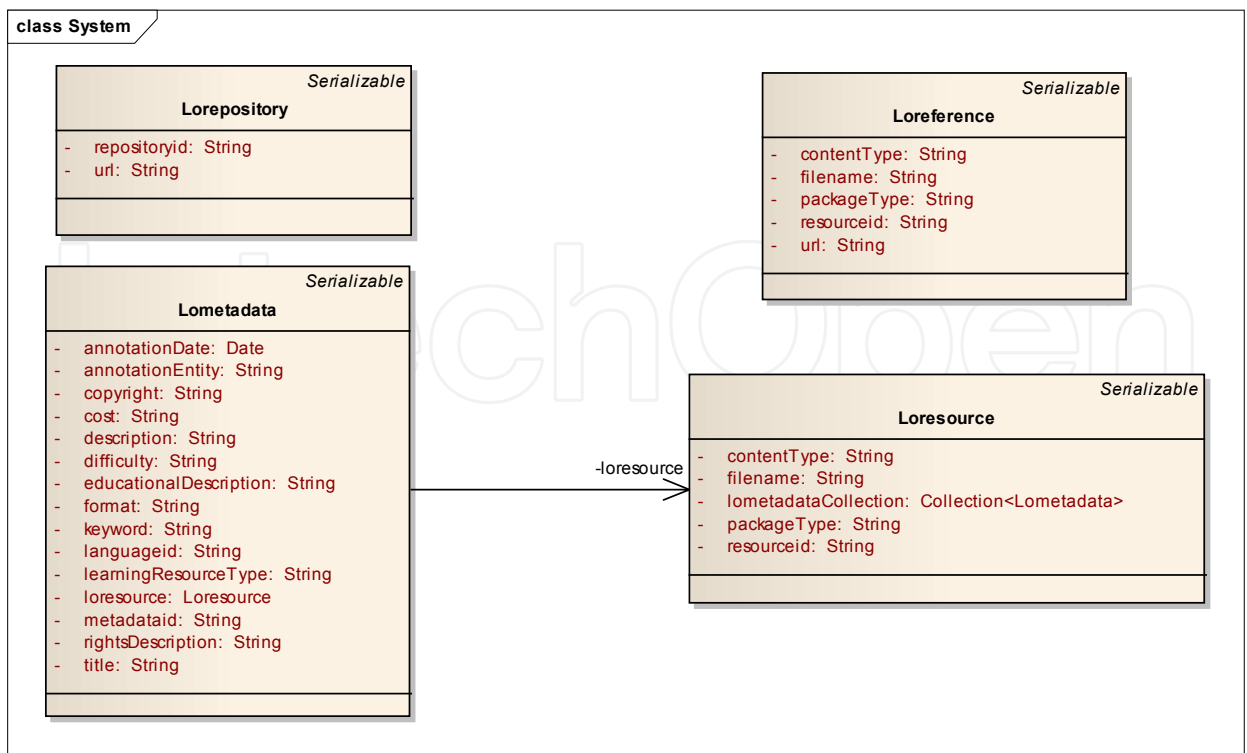 class System
Serializable
Lorepository
- repositoryid: String
- url: String
Serializable
Loreference
- contentType: String
- filename: String
- packageType: String
- resourceid: String
- url: String
Serializable
Lometadata
- annotationDate: Date
- annotationEntity: String
- copyright: String
- cost: String
- description: String
- difficulty: String
- educationalDescription: String
- format: String
- keyword: String
- languageid: String
- learningResourceType: String
- loresource: Loresource
- metadataid: String
- rightsDescription: String
- title: String
-loresource
Serializable
Loresource
- contentType: String
- filename: String
- lometadataCollection: Collection<Lometadata>
- packageType: String
- resourceid: String